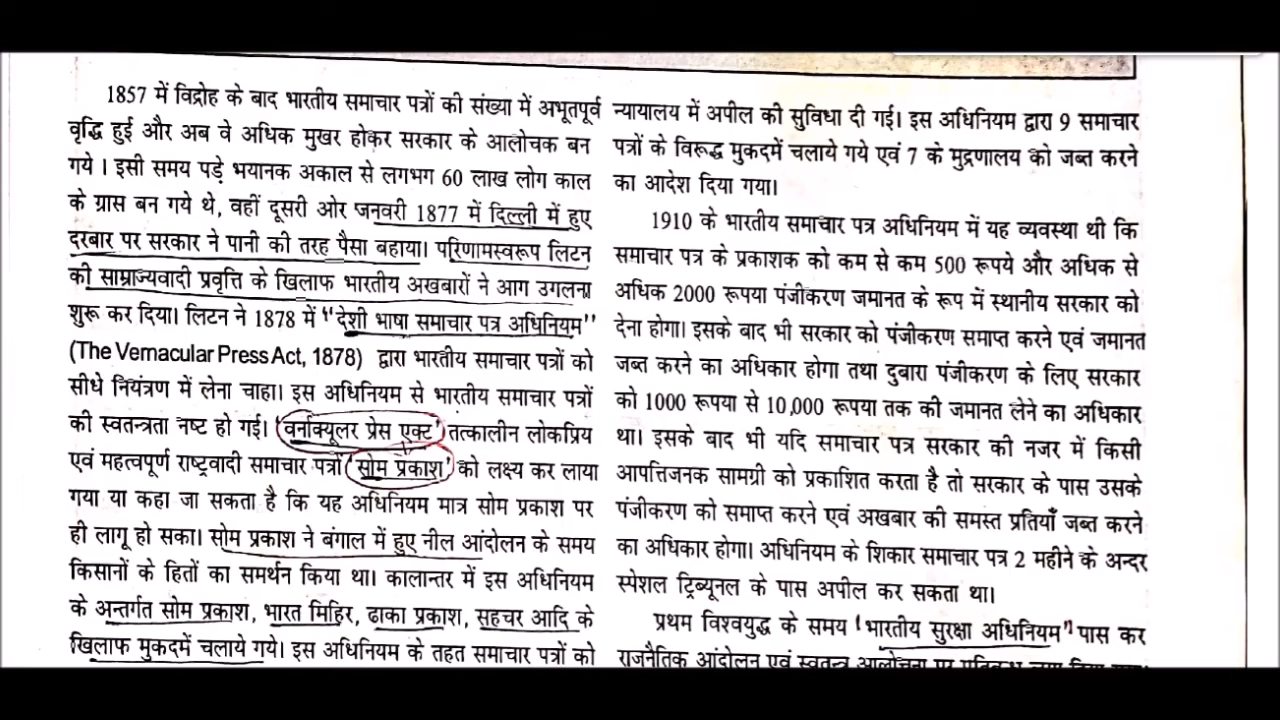 1857 में विद्रोह के बाद भारतीय समाचार पत्रों की संख्या में अभूतपूर्व
वृद्धि हुई और अब वे अधिक मुखर होकर सरकार के आलोचक बन
गये । इसी समय पड़े भयानक अकाल से लगभग 60 लाख लोग काल
के ग्रास बन गये थे, वहीं दूसरी ओर जनवरी 1877 में दिल्ली में हुए
दरबार पर सरकार ने पानी की तरह पैसा बहाया। परिणामस्वरूप लिटन
की साम्राज्यवादी प्रवृत्ति के खिलाफ भारतीय अखबारों ने आग उगलना
शुरू कर दिया। लिटन ने 1878 में "देशी भाषा समाचार पत्र अधिनियम"
(The Vernacular Press Act, 1878) द्वारा भारतीय समाचार पत्रों को
सीधे नियंत्रण में लेना चाहा। इस अधिनियम से भारतीय समाचार पत्रों
की स्वतन्त्रता नष्ट हो गई। 'वर्नाक्यूलर प्रेस एक्ट' तत्कालीन लोकप्रिय
एवं महत्वपूर्ण राष्ट्रवादी समाचार पत्रों 'सोम प्रकाश' को लक्ष्य कर लाया
गया या कहा जा सकता है कि यह अधिनियम मात्र सोम प्रकाश पर
ही लागू हो सका। सोम प्रकाश ने बंगाल में हुए नील आंदोलन के समय
किसानों के हितों का समर्थन किया था। कालान्तर में इस अधिनियम
के अन्तर्गत सोम प्रकाश, भारत मिहिर, ढाका प्रकाश, सहचर आदि के
खिलाफ मुकदमें चलाये गये। इस अधिनियम के तहत समाचार पत्रों को
न्यायालय में अपील की सुविधा दी गई। इस अधिनियम द्वारा 9 समाचार
पत्रों के विरूद्ध मुकदमें चलाये गये एवं 7 के मुद्रणालय को जब्त करने
का आदेश दिया गया।
1910 के भारतीय समाचार पत्र अधिनियम में यह व्यवस्था थी कि
समाचार पत्र के प्रकाशक को कम से कम 500 रूपये और अधिक से
अधिक 2000 रूपया पंजीकरण जमानत के रूप में स्थानीय सरकार को
देना होगा। इसके बाद भी सरकार को पंजीकरण समाप्त करने एवं जमानत
जब्त करने का अधिकार होगा तथा दुबारा पंजीकरण के लिए सरकार
को 1000 रूपया से 10,000 रूपया तक की जमानत लेने का अधिकार
था। इसके बाद भी यदि समाचार पत्र सरकार की नजर में किसी
आपत्तिजनक सामग्री को प्रकाशित करता है तो सरकार के पास उसके
पंजीकरण को समाप्त करने एवं अखबार की समस्त प्रतियाँ जब्त करने
का अधिकार होगा। अधिनियम के शिकार समाचार पत्र 2 महीने के अन्दर
स्पेशल ट्रिब्यूनल के पास अपील कर सकता था।
प्रथम विश्वयुद्ध के समय 'भारतीय सुरक्षा अधिनियम" पास कर
राजनैतिक आंदोलन एवं स्वतन्त्र आलोचना पर